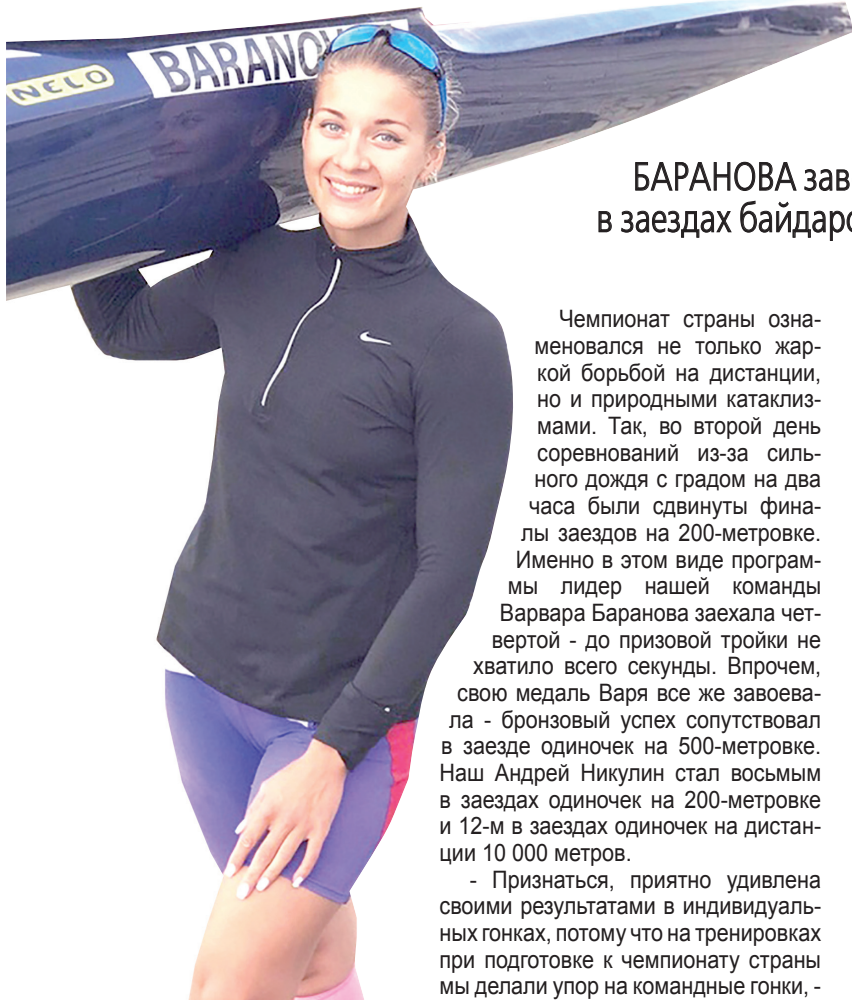 NELO
BARANO
БАРАНОВА зав
в заездах байдаро
Чемпионат страны озна-
меновался не только жар-
кой борьбой на дистанции,
но и природными катаклиз-
мами. Так, во второй день
соревнований из-за силь-
ного дождя с градом на два
часа были сдвинуты фина-
лы заездов на 200-метровке.
Именно в этом виде програм-
мы лидер нашей команды
Варвара Баранова заехала чет-
вертой - до призовой тройки не
хватило всего секунды. Впрочем,
свою медаль Варя все же завоева-
ла - бронзовый успех сопутствовал
в заезде одиночек на 500-метровке.
Наш Андрей Никулин стал восьмым
в заездах одиночек на 200-метровке
и 12-м в заездах одиночек на дистан-
ции 10 000 метров.
- Признаться, приятно удивлена
своими результатами в индивидуаль-
ных гонках, потому что на тренировках
при подготовке к чемпионату страны
мы делали упор на командные гонки, -